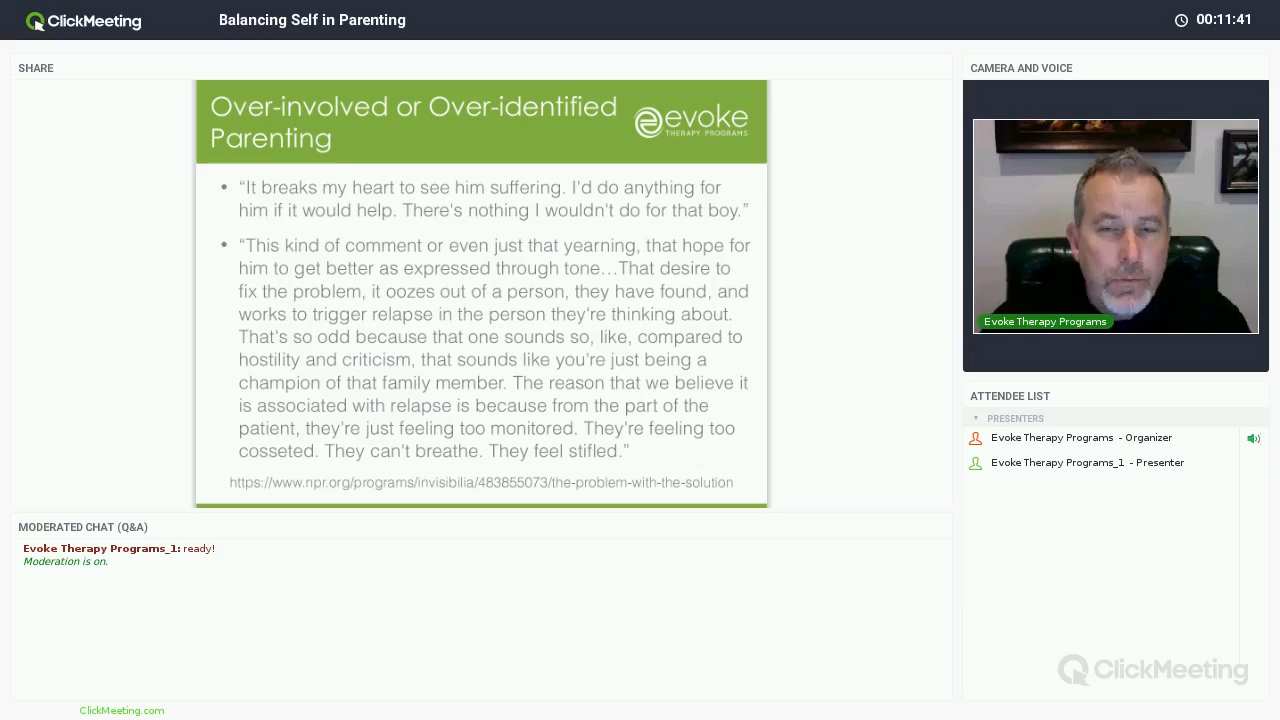 ClickMeeting
Balancing Self in Parenting
00:11:41
SHARE
Over-involved or Over-identified
Parenting
evoke
THERAPY PROGRAMS
• “It breaks my heart to see him suffering. I'd do anything for
him if it would help. There's nothing I wouldn't do for that boy.”
• “This kind of comment or even just that yearning, that hope for
him to get better as expressed through tone…That desire to
fix the problem, it oozes out of a person, they have found, and
works to trigger relapse in the person they're thinking about.
That's so odd because that one sounds so, like, compared to
hostility and criticism, that sounds like you're just being a
champion of that family member. The reason that we believe it
is associated with relapse is because from the part of the
patient, they're just feeling too monitored. They're feeling too
cosseted. They can't breathe. They feel stifled.”
https://www.npr.org/programs/invisibilia/483855073/the-problem-with-the-solution
MODERATED CHAT (Q&A)
Evoke Therapy Programs_1: ready!
Moderation is on.
CAMERA AND VOICE
Evoke Therapy Programs
ATTENDEE LIST
PRESENTERS
Evoke Therapy Programs - Organizer
Evoke Therapy Programs_1 - Presenter
ClickMeeting
ClickMeeting.com